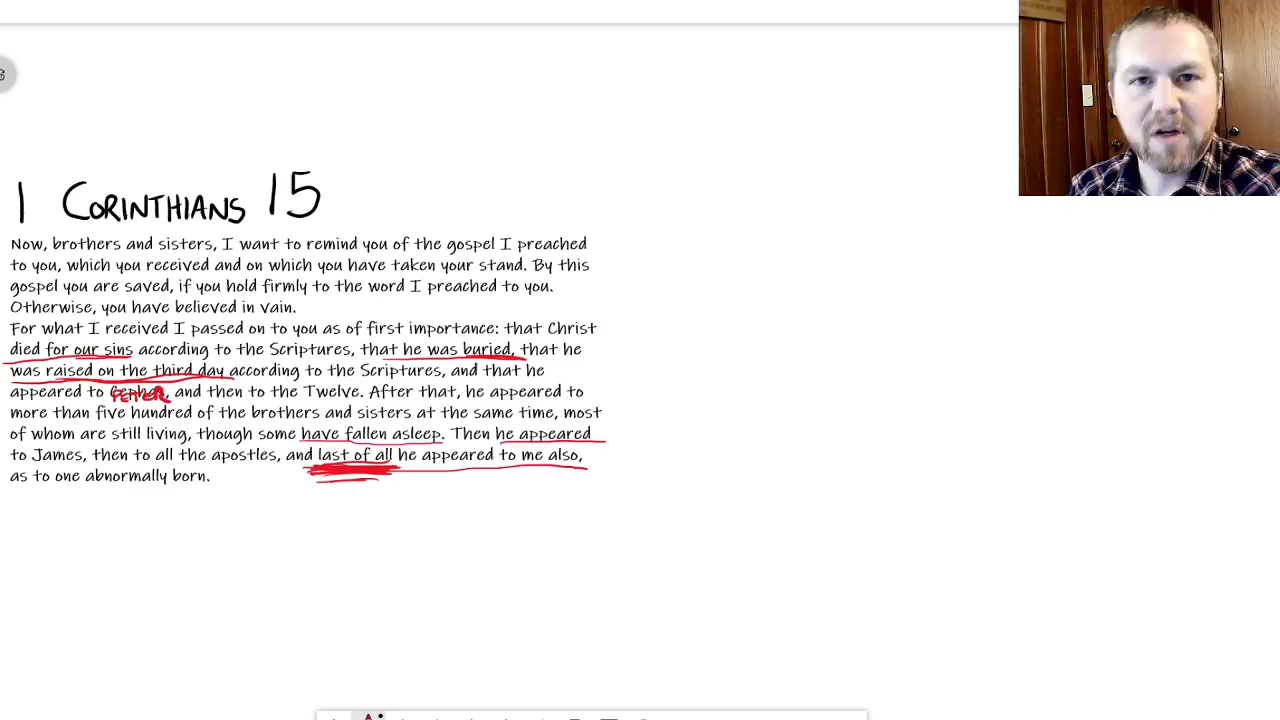 1 CORINTHIANS 15
Now, brothers and sisters, I want to remind you of the gospel I preached
to you, which you received and on which you have taken your stand. By this
gospel you are saved, if you hold firmly to the word I preached to you.
Otherwise, you have believed in vain.
For what I received I passed on to you as of first importance: that Christ
died for our sins according to the Scriptures, that he was buried, that he
was raised on the third day according to the Scriptures, and that he
appeared to Cephas, and then to the Twelve. After that, he appeared to
PETER
more than five hundred of the brothers and sisters at the same time, most
of whom are still living, though some have fallen asleep. Then he appeared
to James, then to all the apostles, and last of all he appeared to me also,
as to one abnormally born.